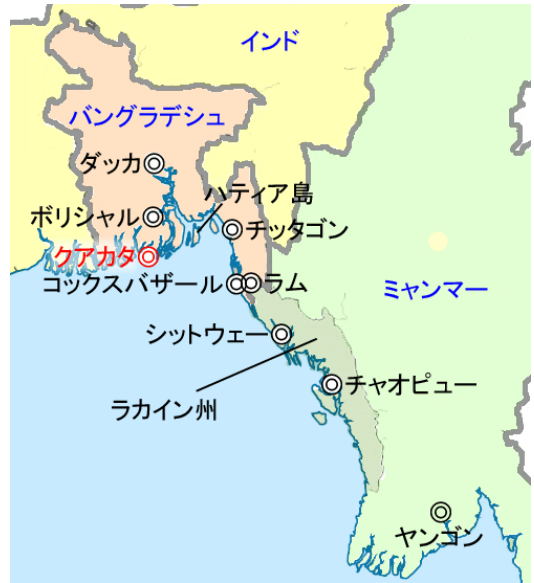 インド
バングラデシュ
ダッカ
ハティア島
ボリシャル
チッタゴン
クアカタ
コックスバザール
ラム
ミャンマー
シットウェー
チャオピュー
ラカイン州
ヤンゴン